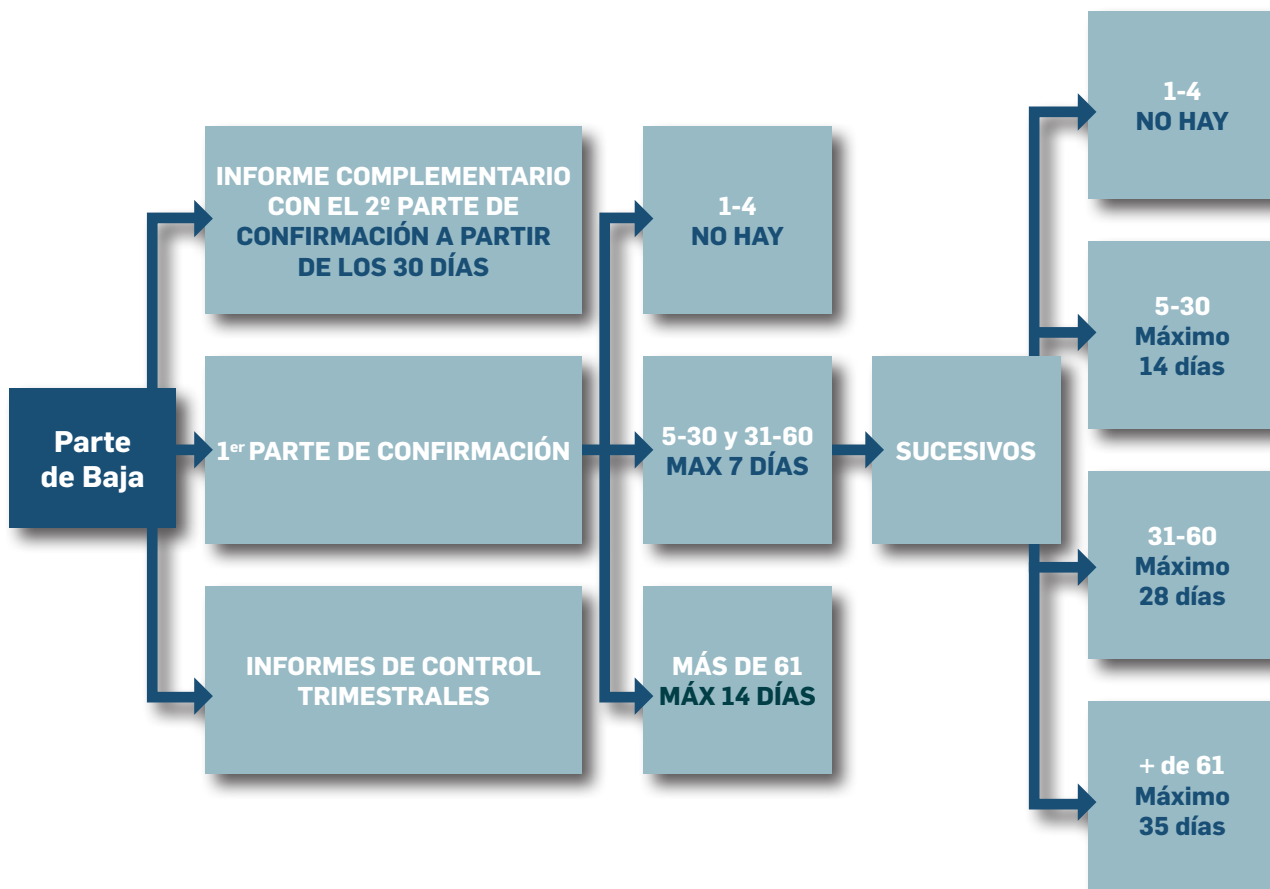 Parte
de Baja
INFORME COMPLEMENTARIO
CON EL 2º PARTE DE
CONFIRMACIÓN A PARTIR
DE LOS 30 DÍAS
1er PARTE DE CONFIRMACIÓN
INFORMES DE CONTROL
TRIMESTRALES
1-4
NO HAY
5-30 y 31-60
MAX 7 DÍAS
MÁS DE 61
MÁX 14 DÍAS
SUCESIVOS
1-4
NO HAY
5-30
Máximo
14 días
31-60
Máximo
28 días
+ de 61
Máximo
35 días